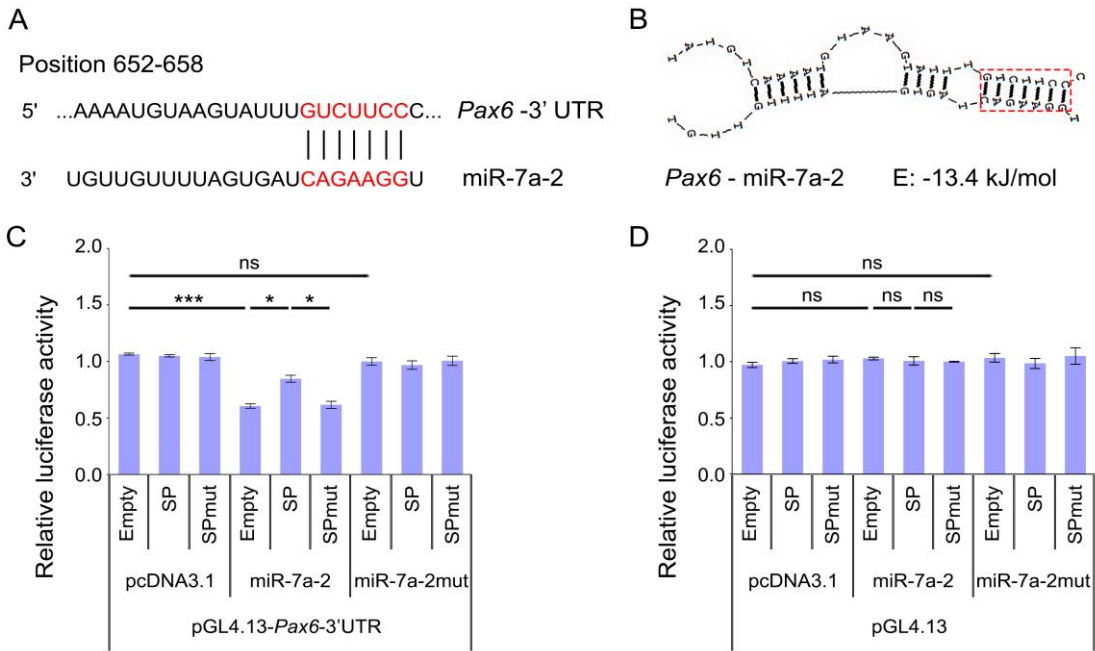 A
Position 652-658
5' ...AAAAUGUAAGUAUUUGUCUUCCC... Pax6 -3' UTR
3' UGUUGUUUUAGUGAUCAGAAGGU miR-7a-2
B
Pax6 - miR-7a-2 E: -13.4 kJ/mol
C
Relative luciferase activity
2.0
1.5
1.0
0.5
0.0
ns
*** * *
Empty SP SPmut Empty SP SPmut Empty SP SPmut
pcDNA3.1 miR-7a-2 miR-7a-2mut
pGL4.13-Pax6-3'UTR
D
Relative luciferase activity
2.0
1.5
1.0
0.5
0.0
ns
ns ns ns
Empty SP SPmut Empty SP SPmut Empty SP SPmut
pcDNA3.1 miR-7a-2 miR-7a-2mut
pGL4.13